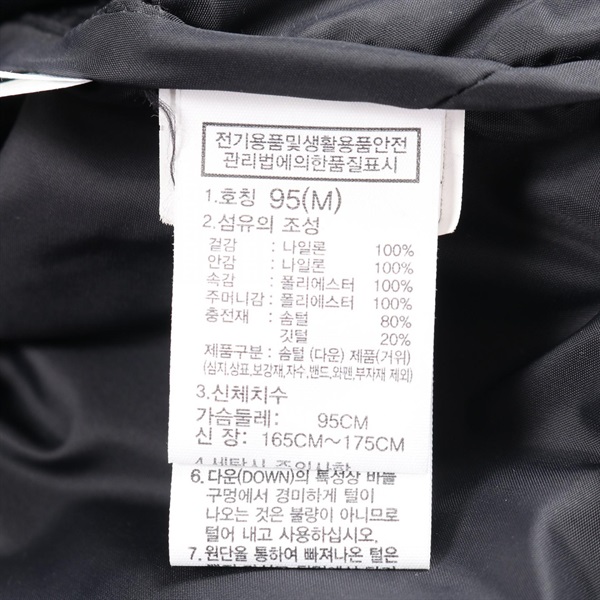 전기용품및생활용품안전
관리법에의한품질표시
1.호칭 95(M)
2.섬유의 조성
겉감 : 나일론 100%
안감 : 나일론 100%
속감 : 폴리에스터 100%
주머니감 : 폴리에스터 100%
충전재 : 솜털 80%
깃털 20%
제품구분 : 솜털 (다운) 제품(거위)
(심지,상표,보강재,자수,밴드,와펜,부자재 제외)
3.신체치수
가슴둘레: 95CM
신 장: 165CM~175CM
4.세탁시 주의사항
6.다운(DOWN)의 특성상 바늘
구멍에서 경미하게 털이
나오는 것은 불량이 아니므로
털어 내고 사용하십시오.
7.원단을 통하여 빠져나온 털은